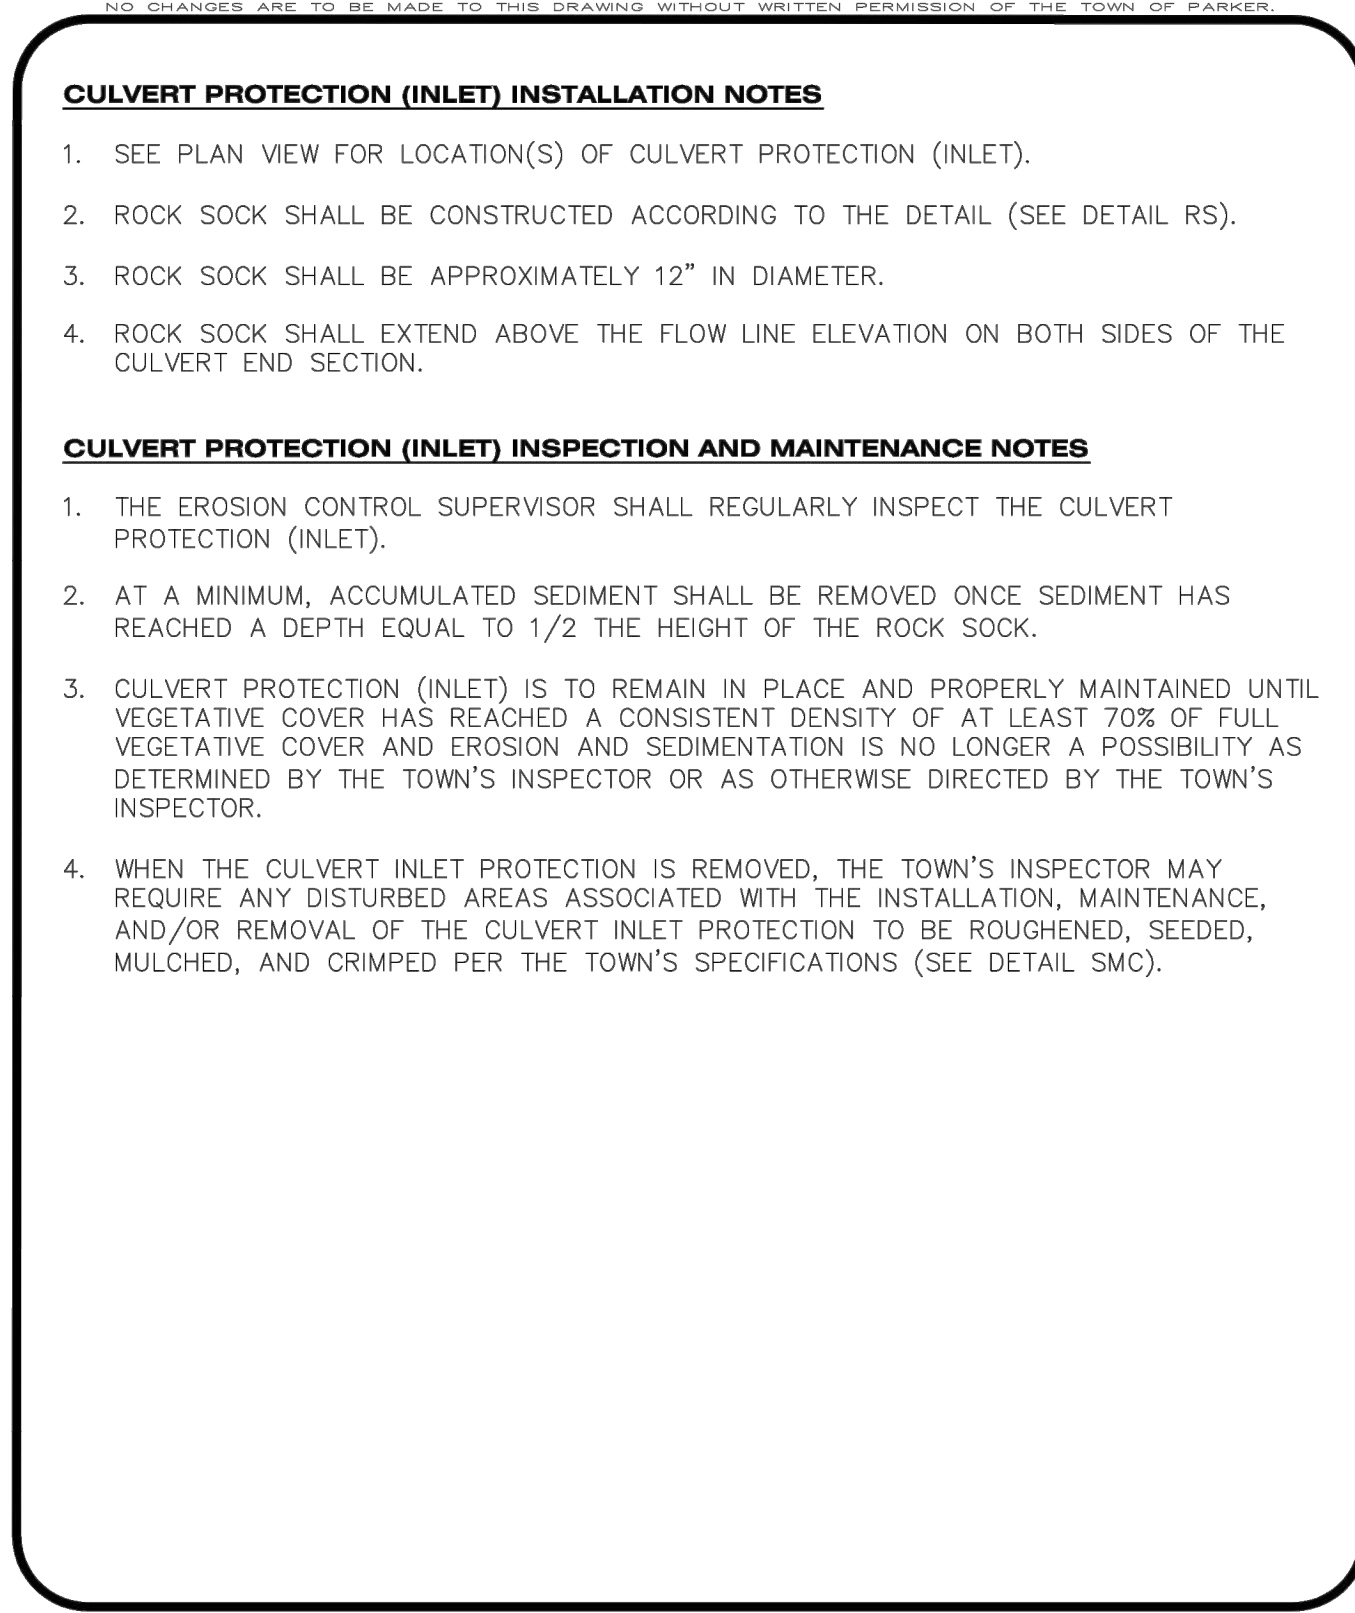 NO CHANGES ARE TO BE MADE TO THIS DRAWING WITHOUT WRITTEN PERMISSION OF THE TOWN OF PARKER.
CULVERT PROTECTION (INLET) INSTALLATION NOTES
1. SEE PLAN VIEW FOR LOCATION(S) OF CULVERT PROTECTION (INLET).
2. ROCK SOCK SHALL BE CONSTRUCTED ACCORDING TO THE DETAIL (SEE DETAIL RS).
3. ROCK SOCK SHALL BE APPROXIMATELY 12” IN DIAMETER.
4. ROCK SOCK SHALL EXTEND ABOVE THE FLOW LINE ELEVATION ON BOTH SIDES OF THE
CULVERT END SECTION.
CULVERT PROTECTION (INLET) INSPECTION AND MAINTENANCE NOTES
1. THE EROSION CONTROL SUPERVISOR SHALL REGULARLY INSPECT THE CULVERT
PROTECTION (INLET).
2. AT A MINIMUM, ACCUMULATED SEDIMENT SHALL BE REMOVED ONCE SEDIMENT HAS
REACHED A DEPTH EQUAL TO 1/2 THE HEIGHT OF THE ROCK SOCK.
3. CULVERT PROTECTION (INLET) IS TO REMAIN IN PLACE AND PROPERLY MAINTAINED UNTIL
VEGETATIVE COVER HAS REACHED A CONSISTENT DENSITY OF AT LEAST 70% OF FULL
VEGETATIVE COVER AND EROSION AND SEDIMENTATION IS NO LONGER A POSSIBILITY AS
DETERMINED BY THE TOWN’S INSPECTOR OR AS OTHERWISE DIRECTED BY THE TOWN’S
INSPECTOR.
4. WHEN THE CULVERT INLET PROTECTION IS REMOVED, THE TOWN’S INSPECTOR MAY
REQUIRE ANY DISTURBED AREAS ASSOCIATED WITH THE INSTALLATION, MAINTENANCE,
AND/OR REMOVAL OF THE CULVERT INLET PROTECTION TO BE ROUGHENED, SEEDED,
MULCHED, AND CRIMPED PER THE TOWN’S SPECIFICATIONS (SEE DETAIL SMC).